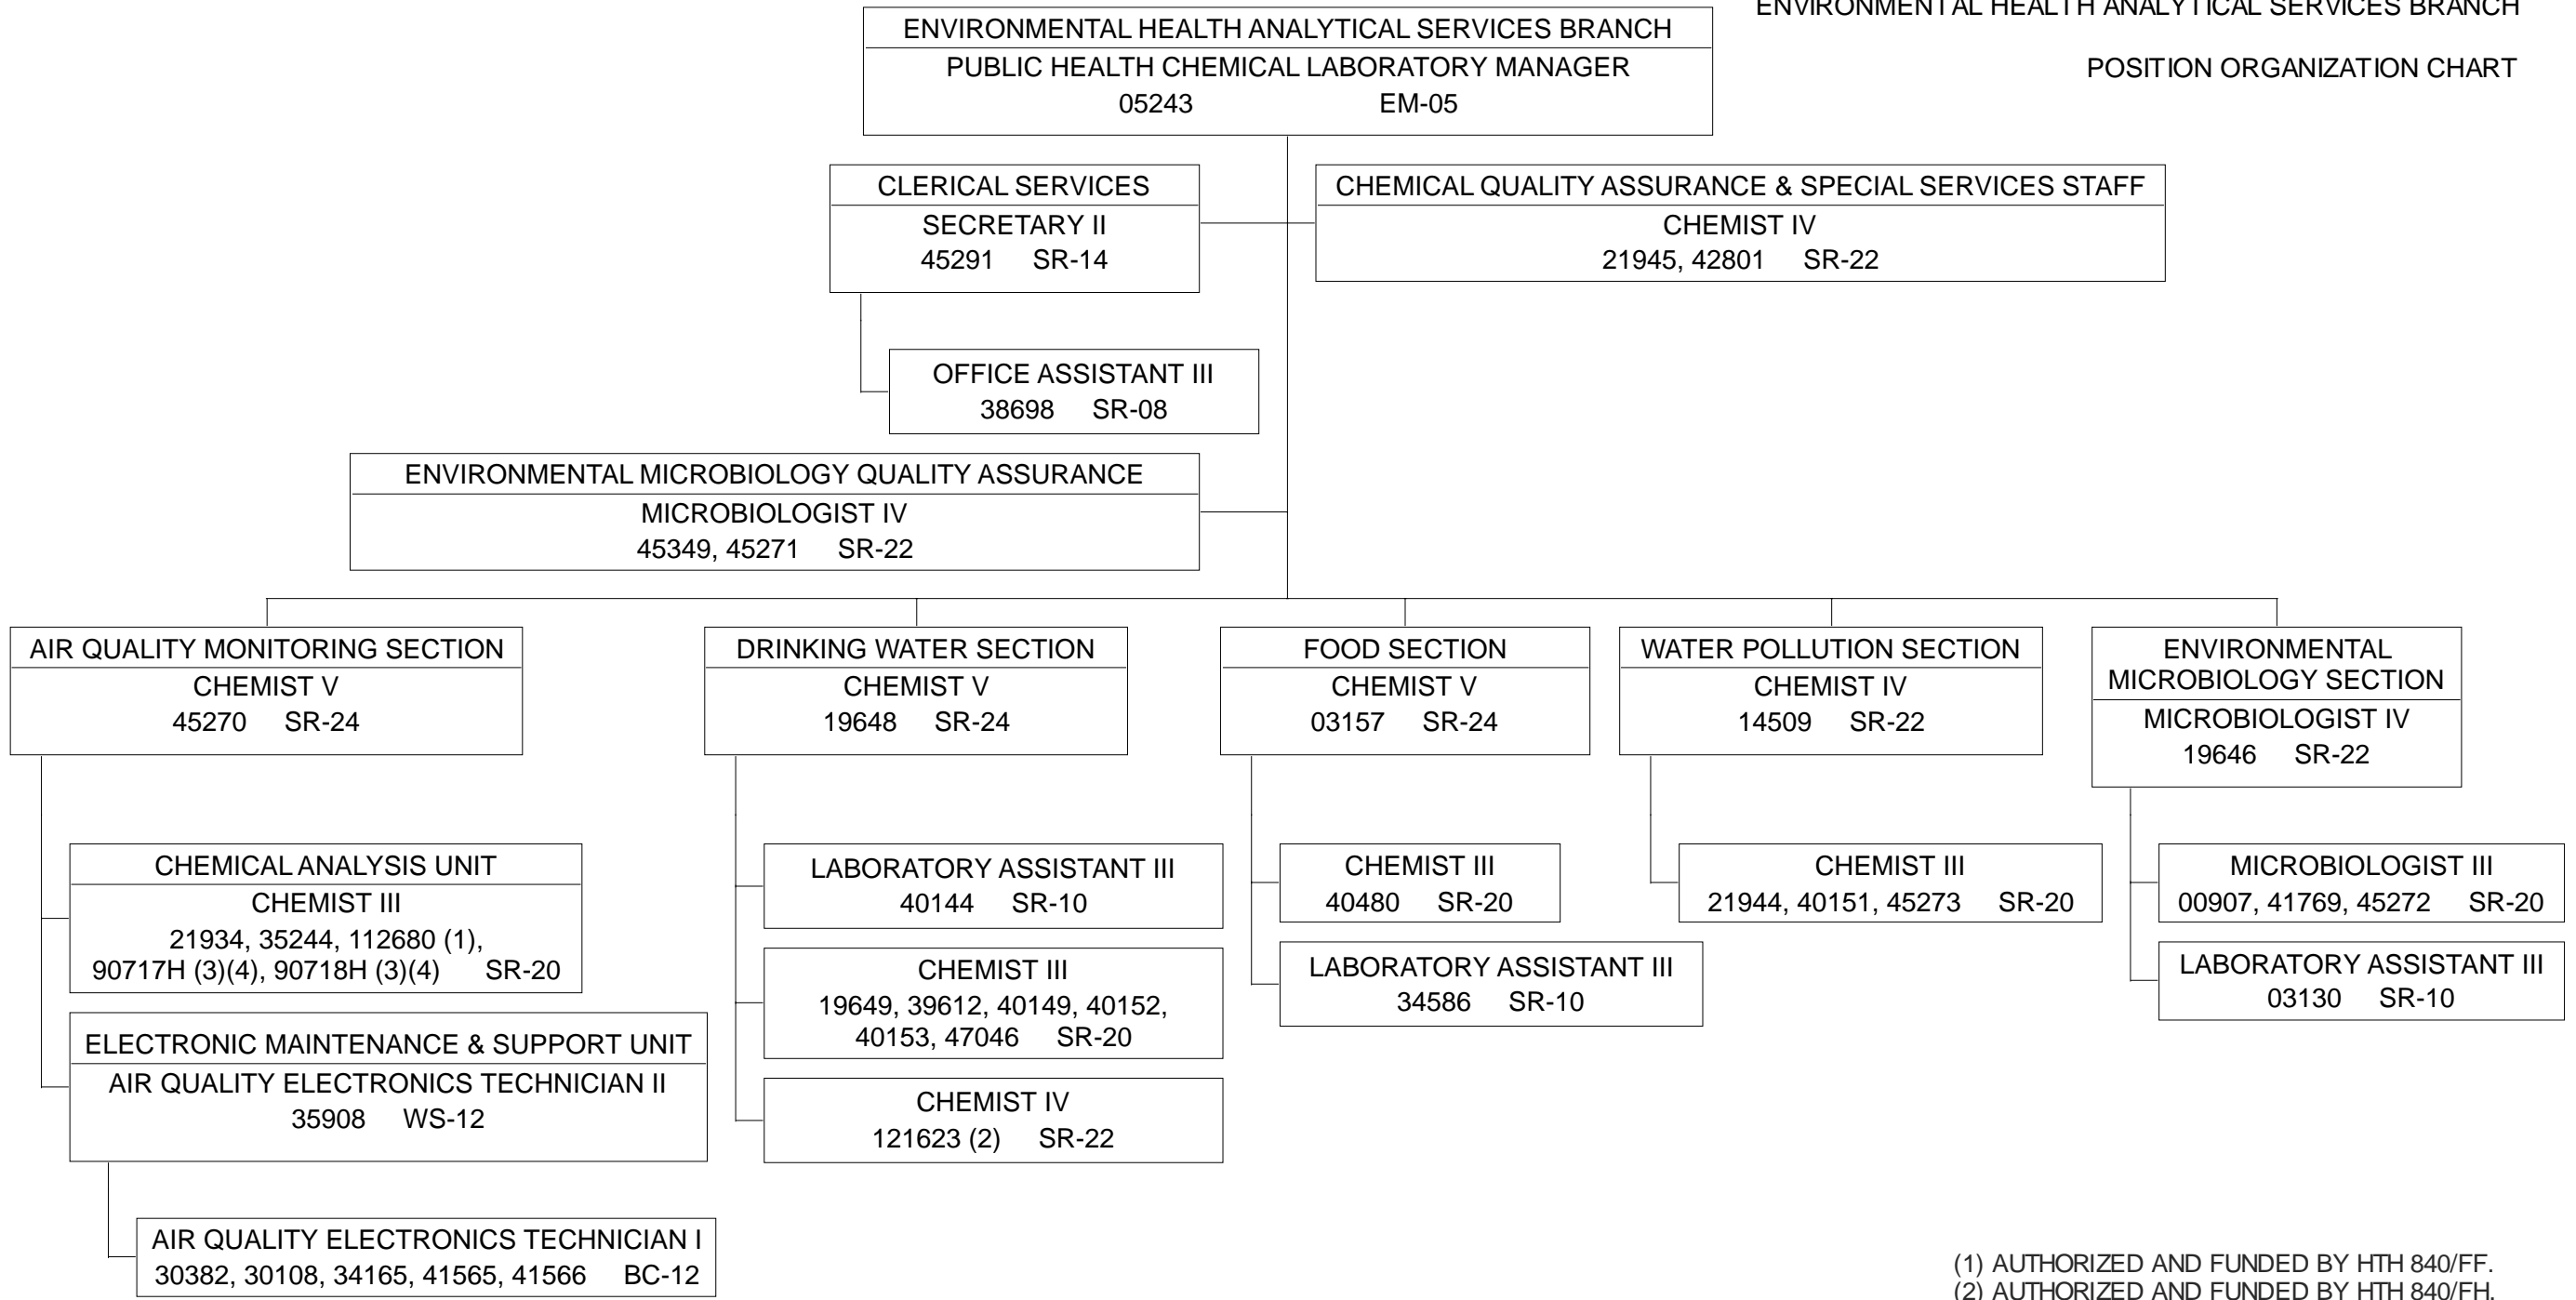 ENVIRONMENTAL HEALTH ANALYTICAL SERVICES BRANCH
POSITION ORGANIZATION CHART
ENVIRONMENTAL HEALTH ANALYTICAL SERVICES BRANCH
PUBLIC HEALTH CHEMICAL LABORATORY MANAGER
05243 EM-05
CLERICAL SERVICES
SECRETARY II
45291 SR-14
CHEMICAL QUALITY ASSURANCE & SPECIAL SERVICES STAFF
CHEMIST IV
21945, 42801 SR-22
OFFICE ASSISTANT III
38698 SR-08
ENVIRONMENTAL MICROBIOLOGY QUALITY ASSURANCE
MICROBIOLOGIST IV
45349, 45271 SR-22
AIR QUALITY MONITORING SECTION
CHEMIST V
45270 SR-24
CHEMICAL ANALYSIS UNIT
CHEMIST III
21934, 35244, 112680 (1),
90717H (3)(4), 90718H (3)(4) SR-20
ELECTRONIC MAINTENANCE & SUPPORT UNIT
AIR QUALITY ELECTRONICS TECHNICIAN II
35908 WS-12
AIR QUALITY ELECTRONICS TECHNICIAN I
30382, 30108, 34165, 41565, 41566 BC-12
DRINKING WATER SECTION
CHEMIST V
19648 SR-24
LABORATORY ASSISTANT III
40144 SR-10
CHEMIST III
19649, 39612, 40149, 40152,
40153, 47046 SR-20
CHEMIST IV
121623 (2) SR-22
FOOD SECTION
CHEMIST V
03157 SR-24
CHEMIST III
40480 SR-20
LABORATORY ASSISTANT III
34586 SR-10
WATER POLLUTION SECTION
CHEMIST IV
14509 SR-22
CHEMIST III
21944, 40151, 45273 SR-20
ENVIRONMENTAL
MICROBIOLOGY SECTION
MICROBIOLOGIST IV
19646 SR-22
MICROBIOLOGIST III
00907, 41769, 45272 SR-20
LABORATORY ASSISTANT III
03130 SR-10
(1) AUTHORIZED AND FUNDED BY HTH 840/FF.
(2) AUTHORIZED AND FUNDED BY HTH 840/FH.